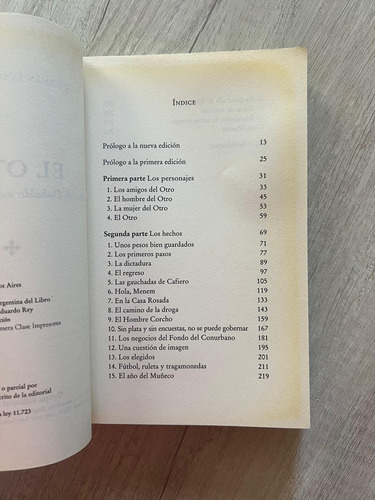 EL O
os Aires
rgentina del Libro
duardo Rey
ción
mera Clase Impresores
o o parcial por
crito de la editorial
ley 11.723
ÍNDICE
Prólogo a la nueva edición 13
Prólogo a la primera edición 25
Primera parte Los personajes 31
1. Los amigos del Otro 33
2. El hombre del Otro 45
3. La mujer del Otro 53
4. El Otro 59
Segunda parte Los hechos 69
1. Unos pesos bien guardados 71
2. Los primeros pasos 77
3. La dictadura 89
4. El regreso 97
5. Las gauchadas de Cafiero 105
6. Hola, Menem 119
7. En la Casa Rosada 133
8. El camino de la droga 143
9. El Hombre Corcho 159
10. Sin plata y sin encuestas, no se puede gobernar 167
11. Los negocios del Fondo del Conurbano 181
12. Una cuestión de imagen 195
13. Los elegidos 201
14. Fútbol, ruleta y tragamonedas 211
15. El año del Muñeco 219